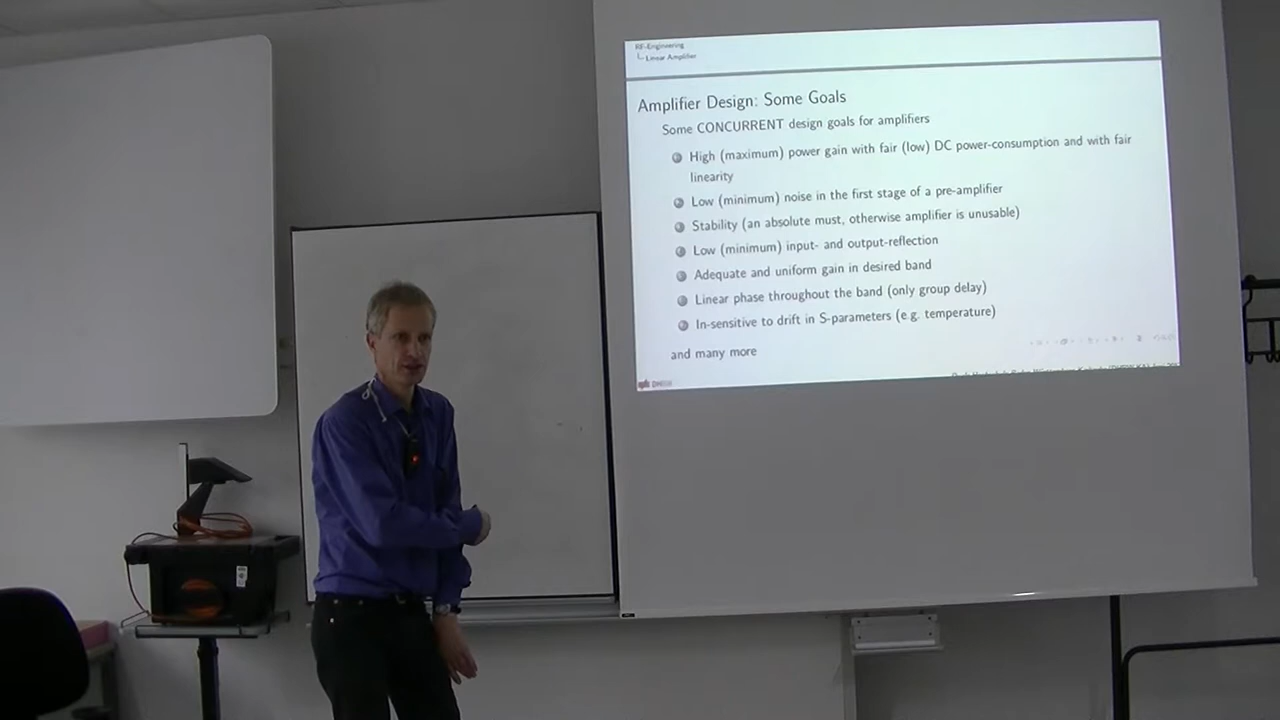 RF-Engineering
Linear Amplifier
Amplifier Design: Some Goals
Some CONCURRENT design goals for amplifiers
High (maximum) power gain with fair (low) DC power-consumption and with fair
linearity
Low (minimum) noise in the first stage of a pre-amplifier
Stability (an absolute must, otherwise amplifier is unusable)
Low (minimum) input- and output-reflection
Adequate and uniform gain in desired band
Linear phase throughout the band (only group delay)
In-sensitive to drift in S-parameters (e.g. temperature)
and many more